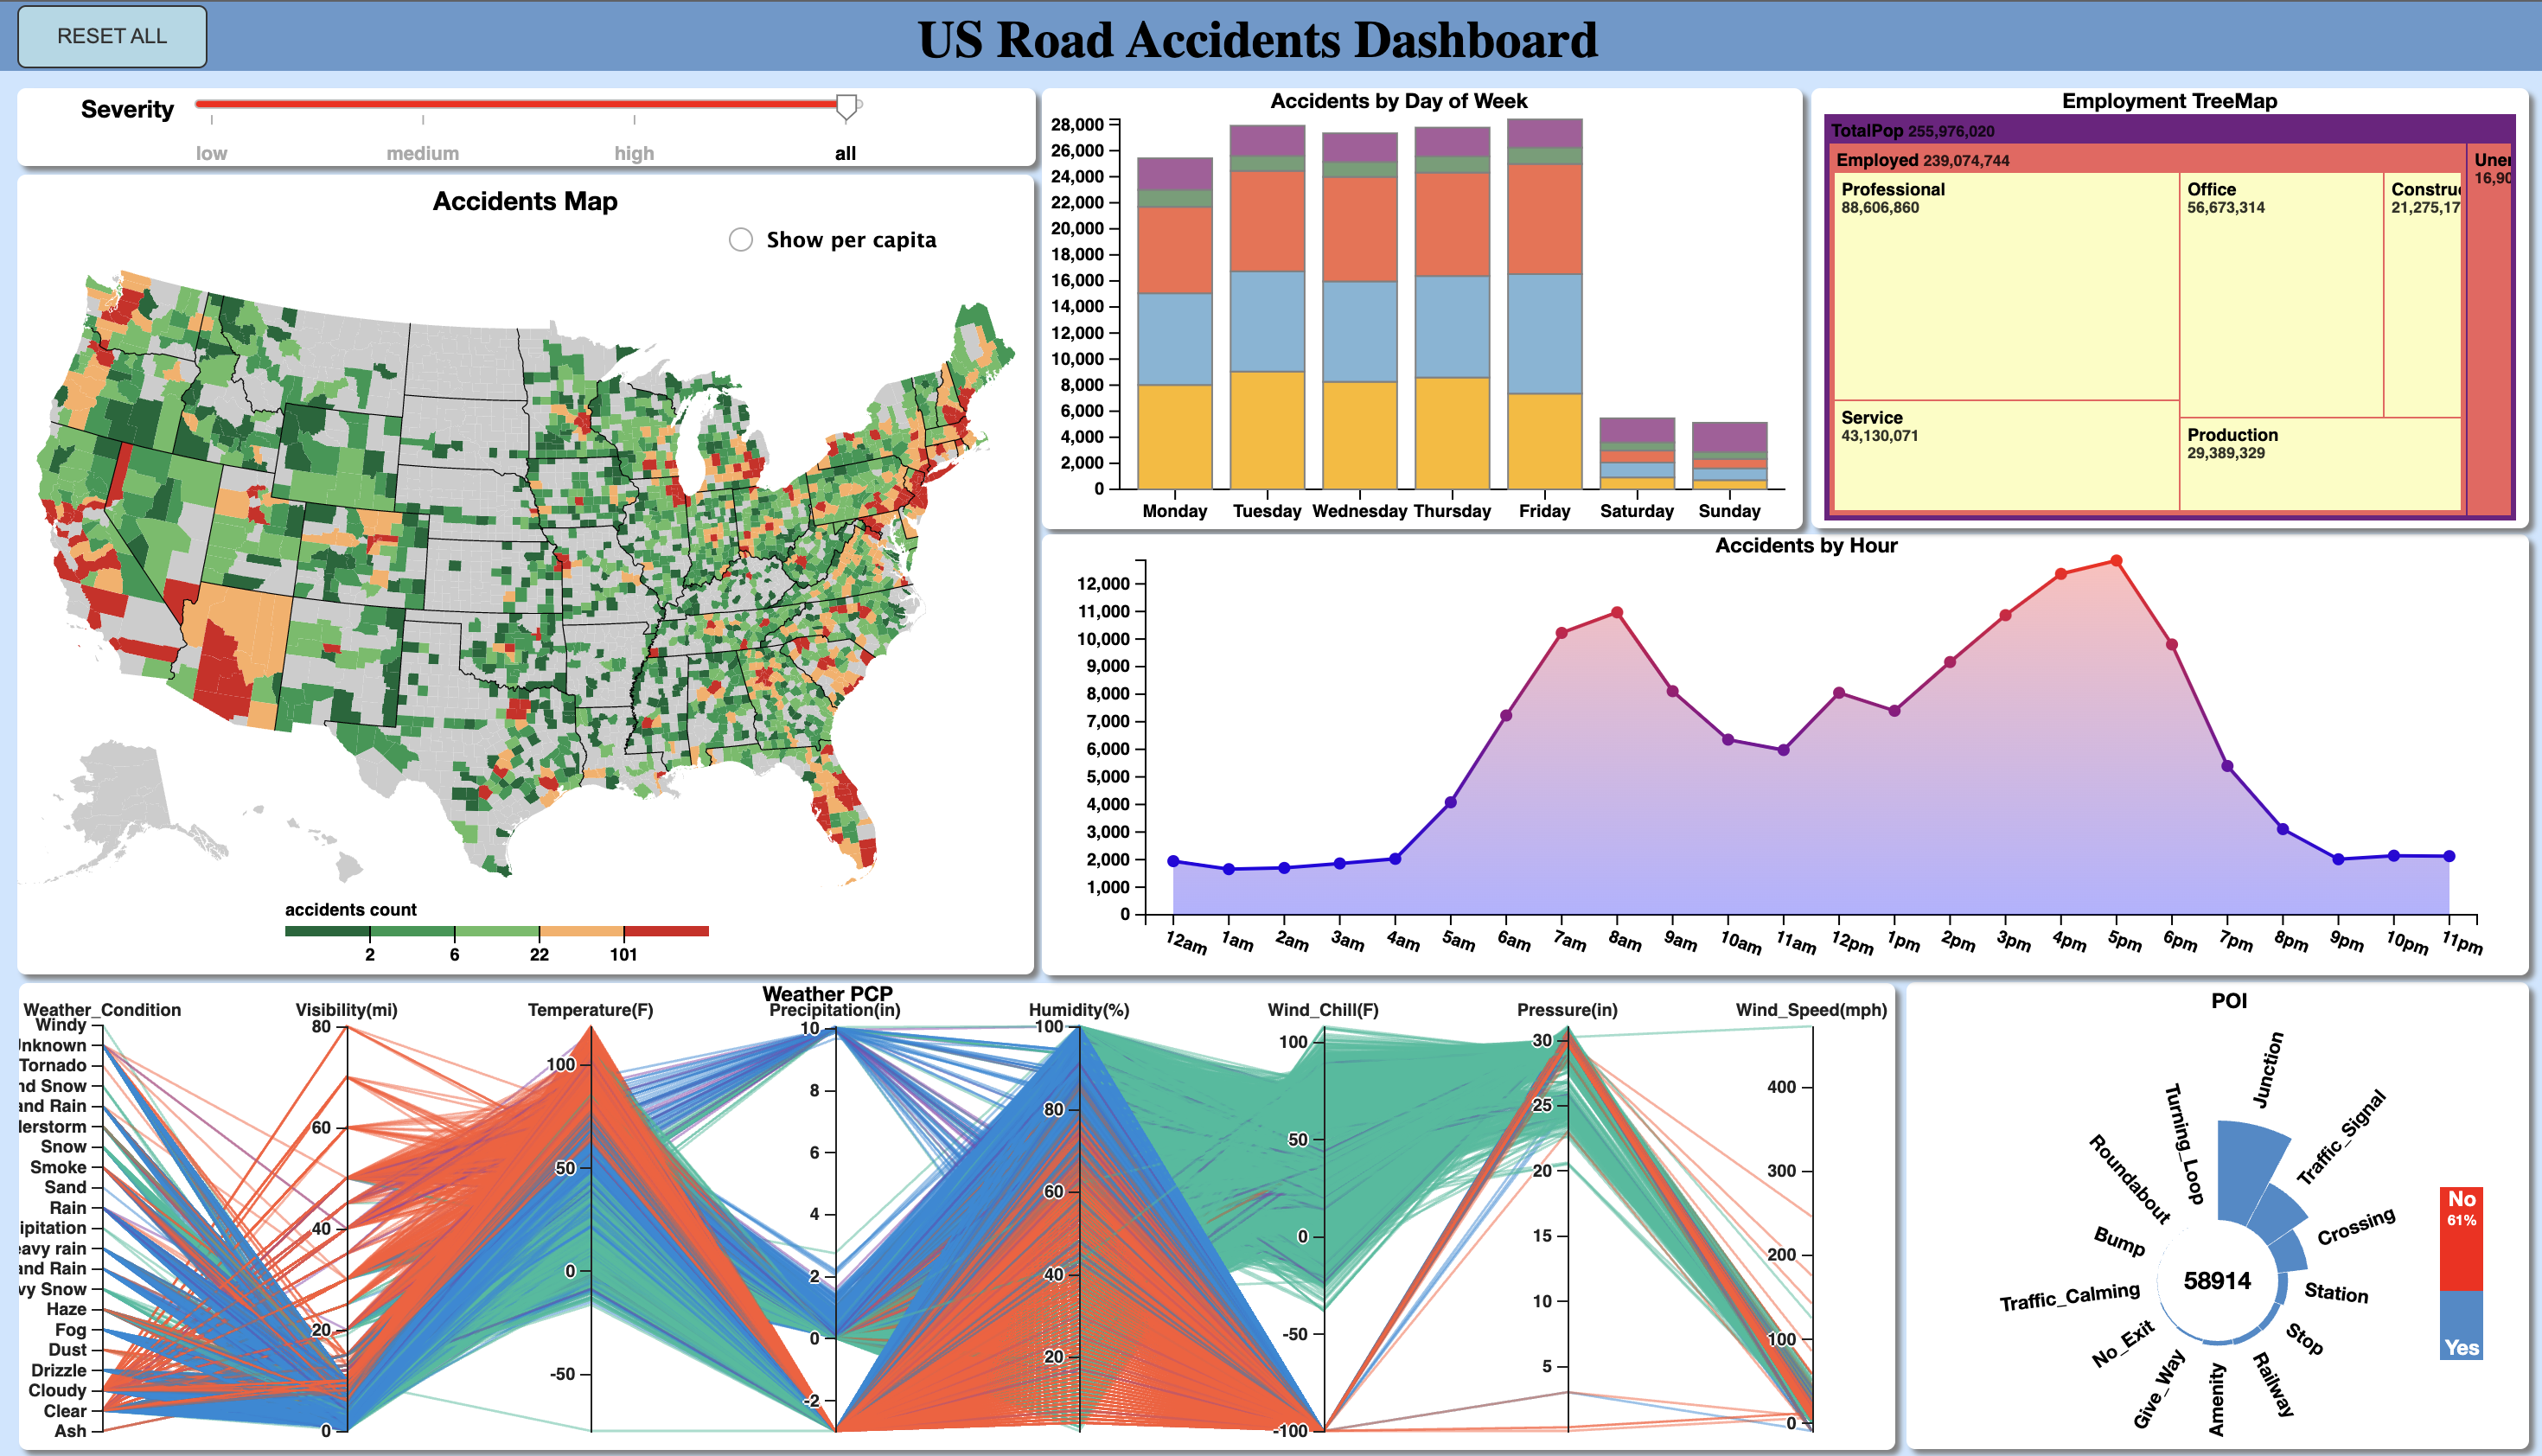 RESET ALL
US Road Accidents Dashboard
Severity
low
medium
high
all
Accidents Map
Show per capita
accidents count
2
6
22
101
Accidents by Day of Week
28,000
26,000
24,000
22,000
20,000
18,000
16,000
14,000
12,000
10,000
8,000
6,000
4,000
2,000
0
Monday
Tuesday
Wednesday
Thursday
Friday
Saturday
Sunday
Employment TreeMap
TotalPop 255,976,020
Employed 239,074,744
Professional
88,606,860
Service
43,130,071
Office
56,673,314
Constru
21,275,17
Production
29,389,329
Une
16,90
Accidents by Hour
12,000
11,000
10,000
9,000
8,000
7,000
6,000
5,000
4,000
3,000
2,000
1,000
0
12am
1am
2am
3am
4am
5am
6am
7am
8am
9am
10am
11am
12pm
1pm
2pm
3pm
4pm
5pm
6pm
7pm
8pm
9pm
10pm
11pm
Weather PCP
Weather_Condition
Windy
Unknown
Tornado
nd Snow
and Rain
derstorm
Snow
Smoke
Sand
Rain
ipitation
eavy rain
and Rain
vy Snow
Haze
Fog
Dust
Drizzle
Cloudy
Clear
Ash
Visibility(mi)
80
60
40
20
0
Temperature(F)
100
50
0
-50
Precipitation(in)
10
8
6
4
2
0
-2
Humidity(%)
100
80
60
40
20
Wind_Chill(F)
100
50
0
-50
-100
Pressure(in)
30
25
20
15
10
5
Wind_Speed(mph)
400
300
200
100
0
POI
Junction
Traffic_Signal
Crossing
Station
Stop
Railway
Amenity
Give_Way
No_Exit
Traffic_Calming
Bump
Roundabout
Turning_Loop
58914
No
61%
Yes